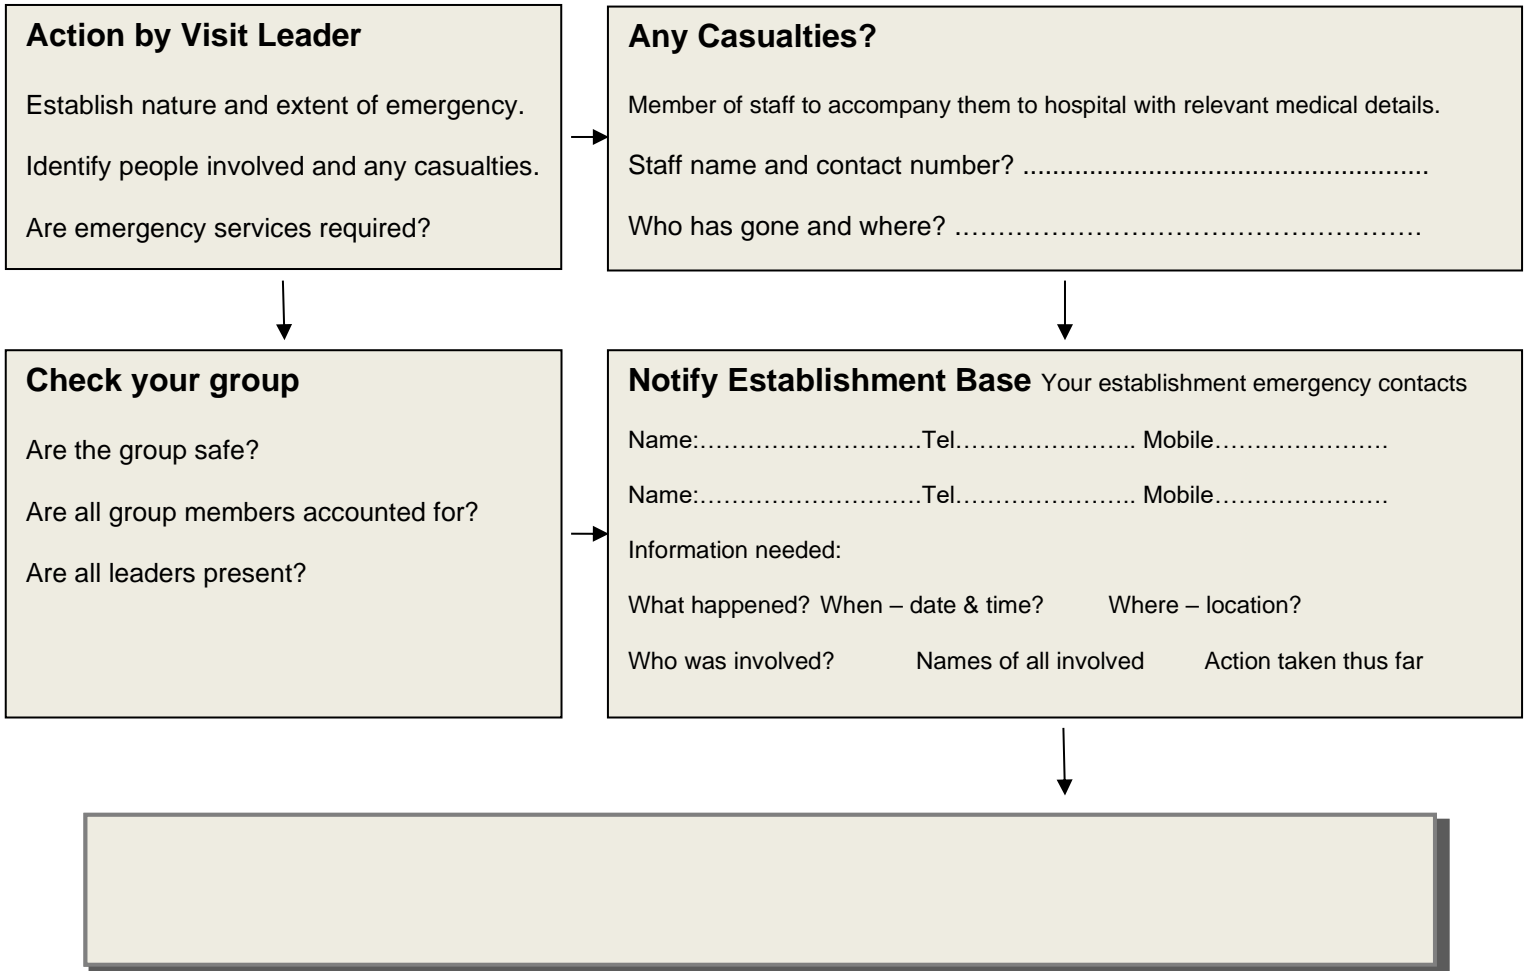 Action by Visit Leader
Establish nature and extent of emergency.
Identify people involved and any casualties.
Are emergency services required?
Any Casualties?
Member of staff to accompany them to hospital with relevant medical details.
Staff name and contact number? ........................................................
Who has gone and where? ………………………………………………
Check your group
Are the group safe?
Are all group members accounted for?
Are all leaders present?
Notify Establishment Base Your establishment emergency contacts
Name:……………………….Tel………………….. Mobile………………….
Name:……………………….Tel………………….. Mobile………………….
Information needed:
What happened? When – date & time? Where – location?
Who was involved? Names of all involved Action taken thus far